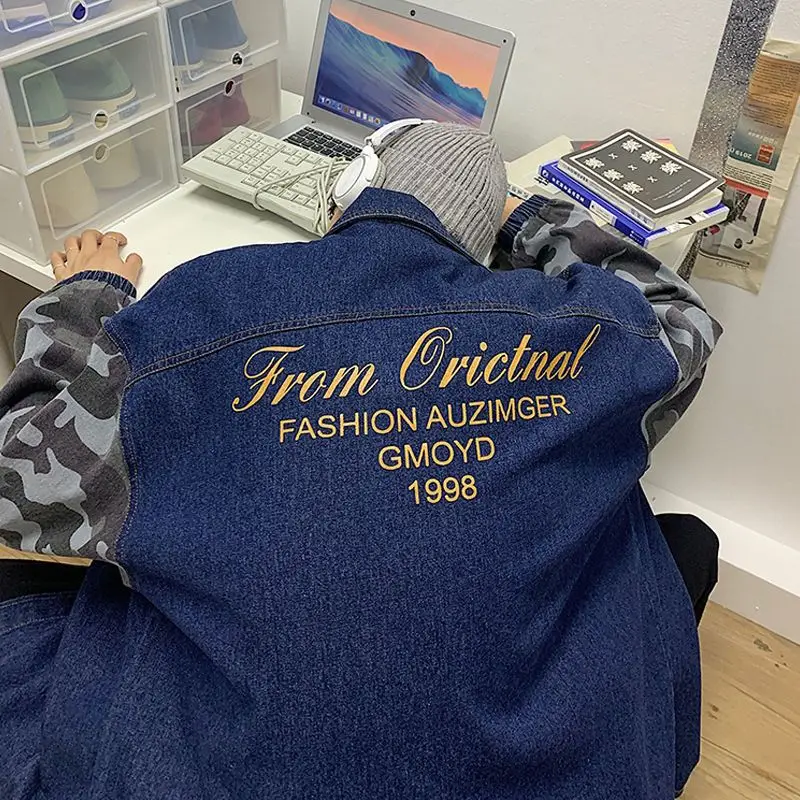 From Orictnal
FASHION AUZIMGER
GMOYD
1998